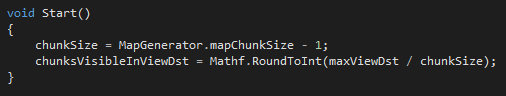 void Start()
{
    chunkSize = MapGenerator.mapChunkSize - 1;
    chunksVisibleInViewDst = Mathf.RoundToInt(maxViewDst / chunkSize);
}